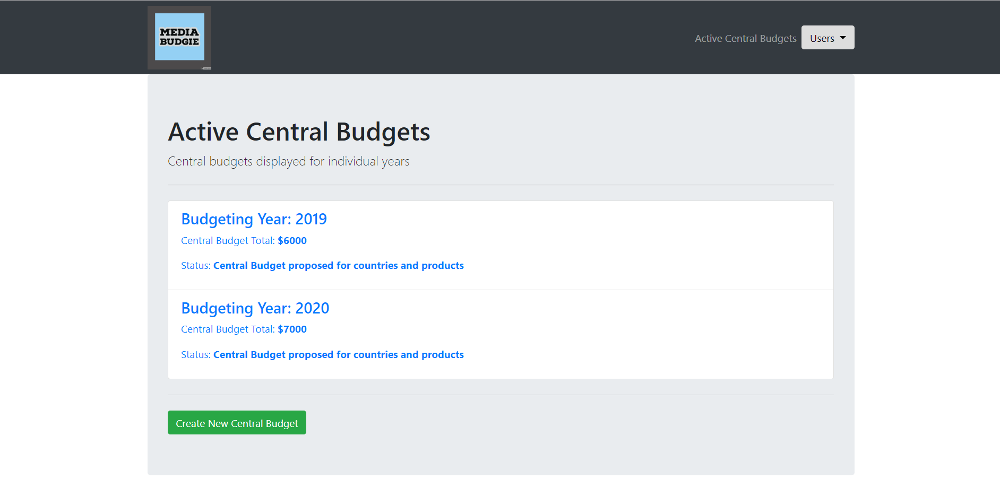 MEDIA
BUDGIE
Active Central Budgets
Users
Active Central Budgets
Central budgets displayed for individual years
Budgeting Year: 2019
Central Budget Total: $6000
Status: Central Budget proposed for countries and products
Budgeting Year: 2020
Central Budget Total: $7000
Status: Central Budget proposed for countries and products
Create New Central Budget